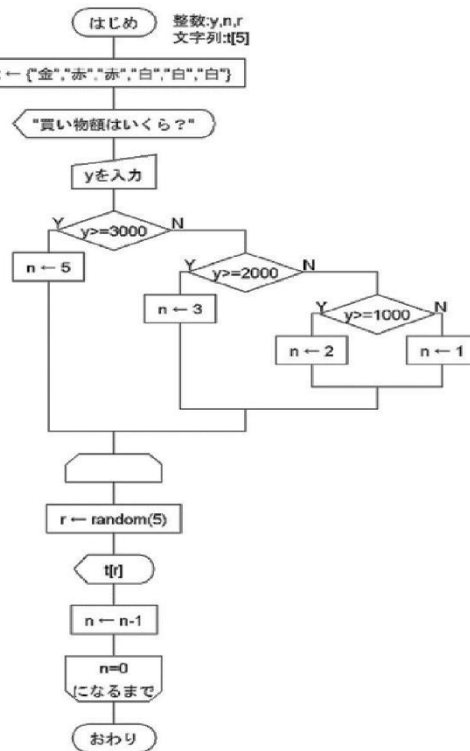 はじめ
整数:y,n,r
文字列:t[5]
← {"金","赤","赤","白","白","白"}
"買い物額はいくら？"
yを入力
Y
y>=3000
N
n ← 5
y>=2000
N
Y
n ← 3
Y
y>=1000
N
n ← 2
n ← 1
r ← random(5)
t[r]
n ← n-1
n=0
になるまで
おわり